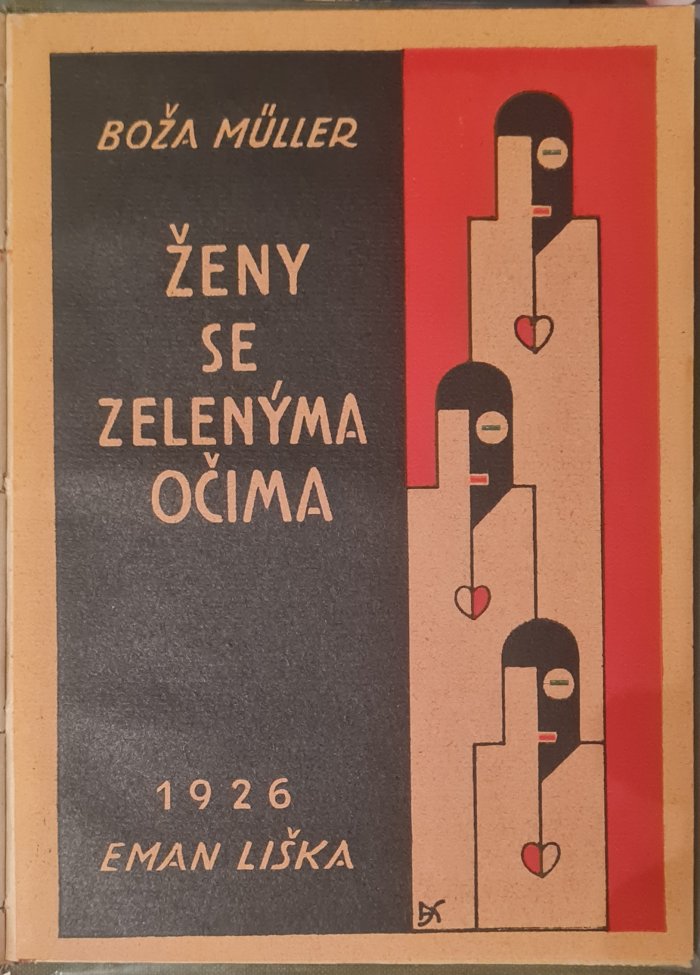 BOŽA MÜLLER
ŽENY
SE
ZELENÝMA
OČIMA
1926
EMAN LIŠKA